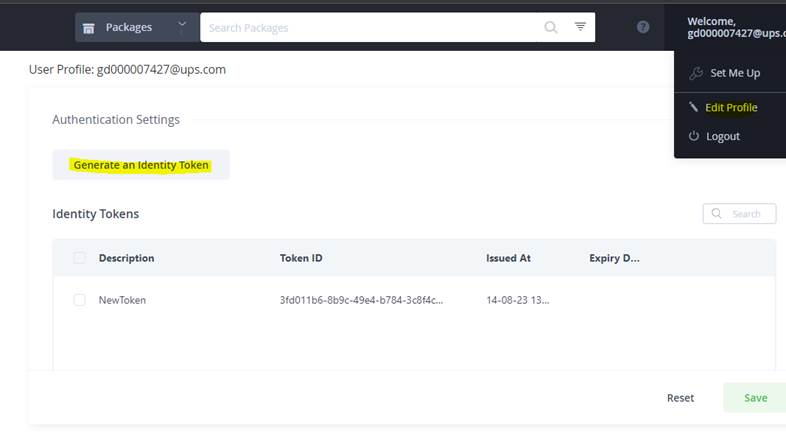 Packages
Search Packages
Welcome,
gd000007427@ups.c
Set Me Up
Edit Profile
Logout
User Profile: gd000007427@ups.com
Authentication Settings
Generate an Identity Token
Identity Tokens
Search
Description Token ID Issued At Expiry D...
NewToken 3fd011b6-8b9c-49e4-b784-3c8f4c... 14-08-23 13...
Reset Save